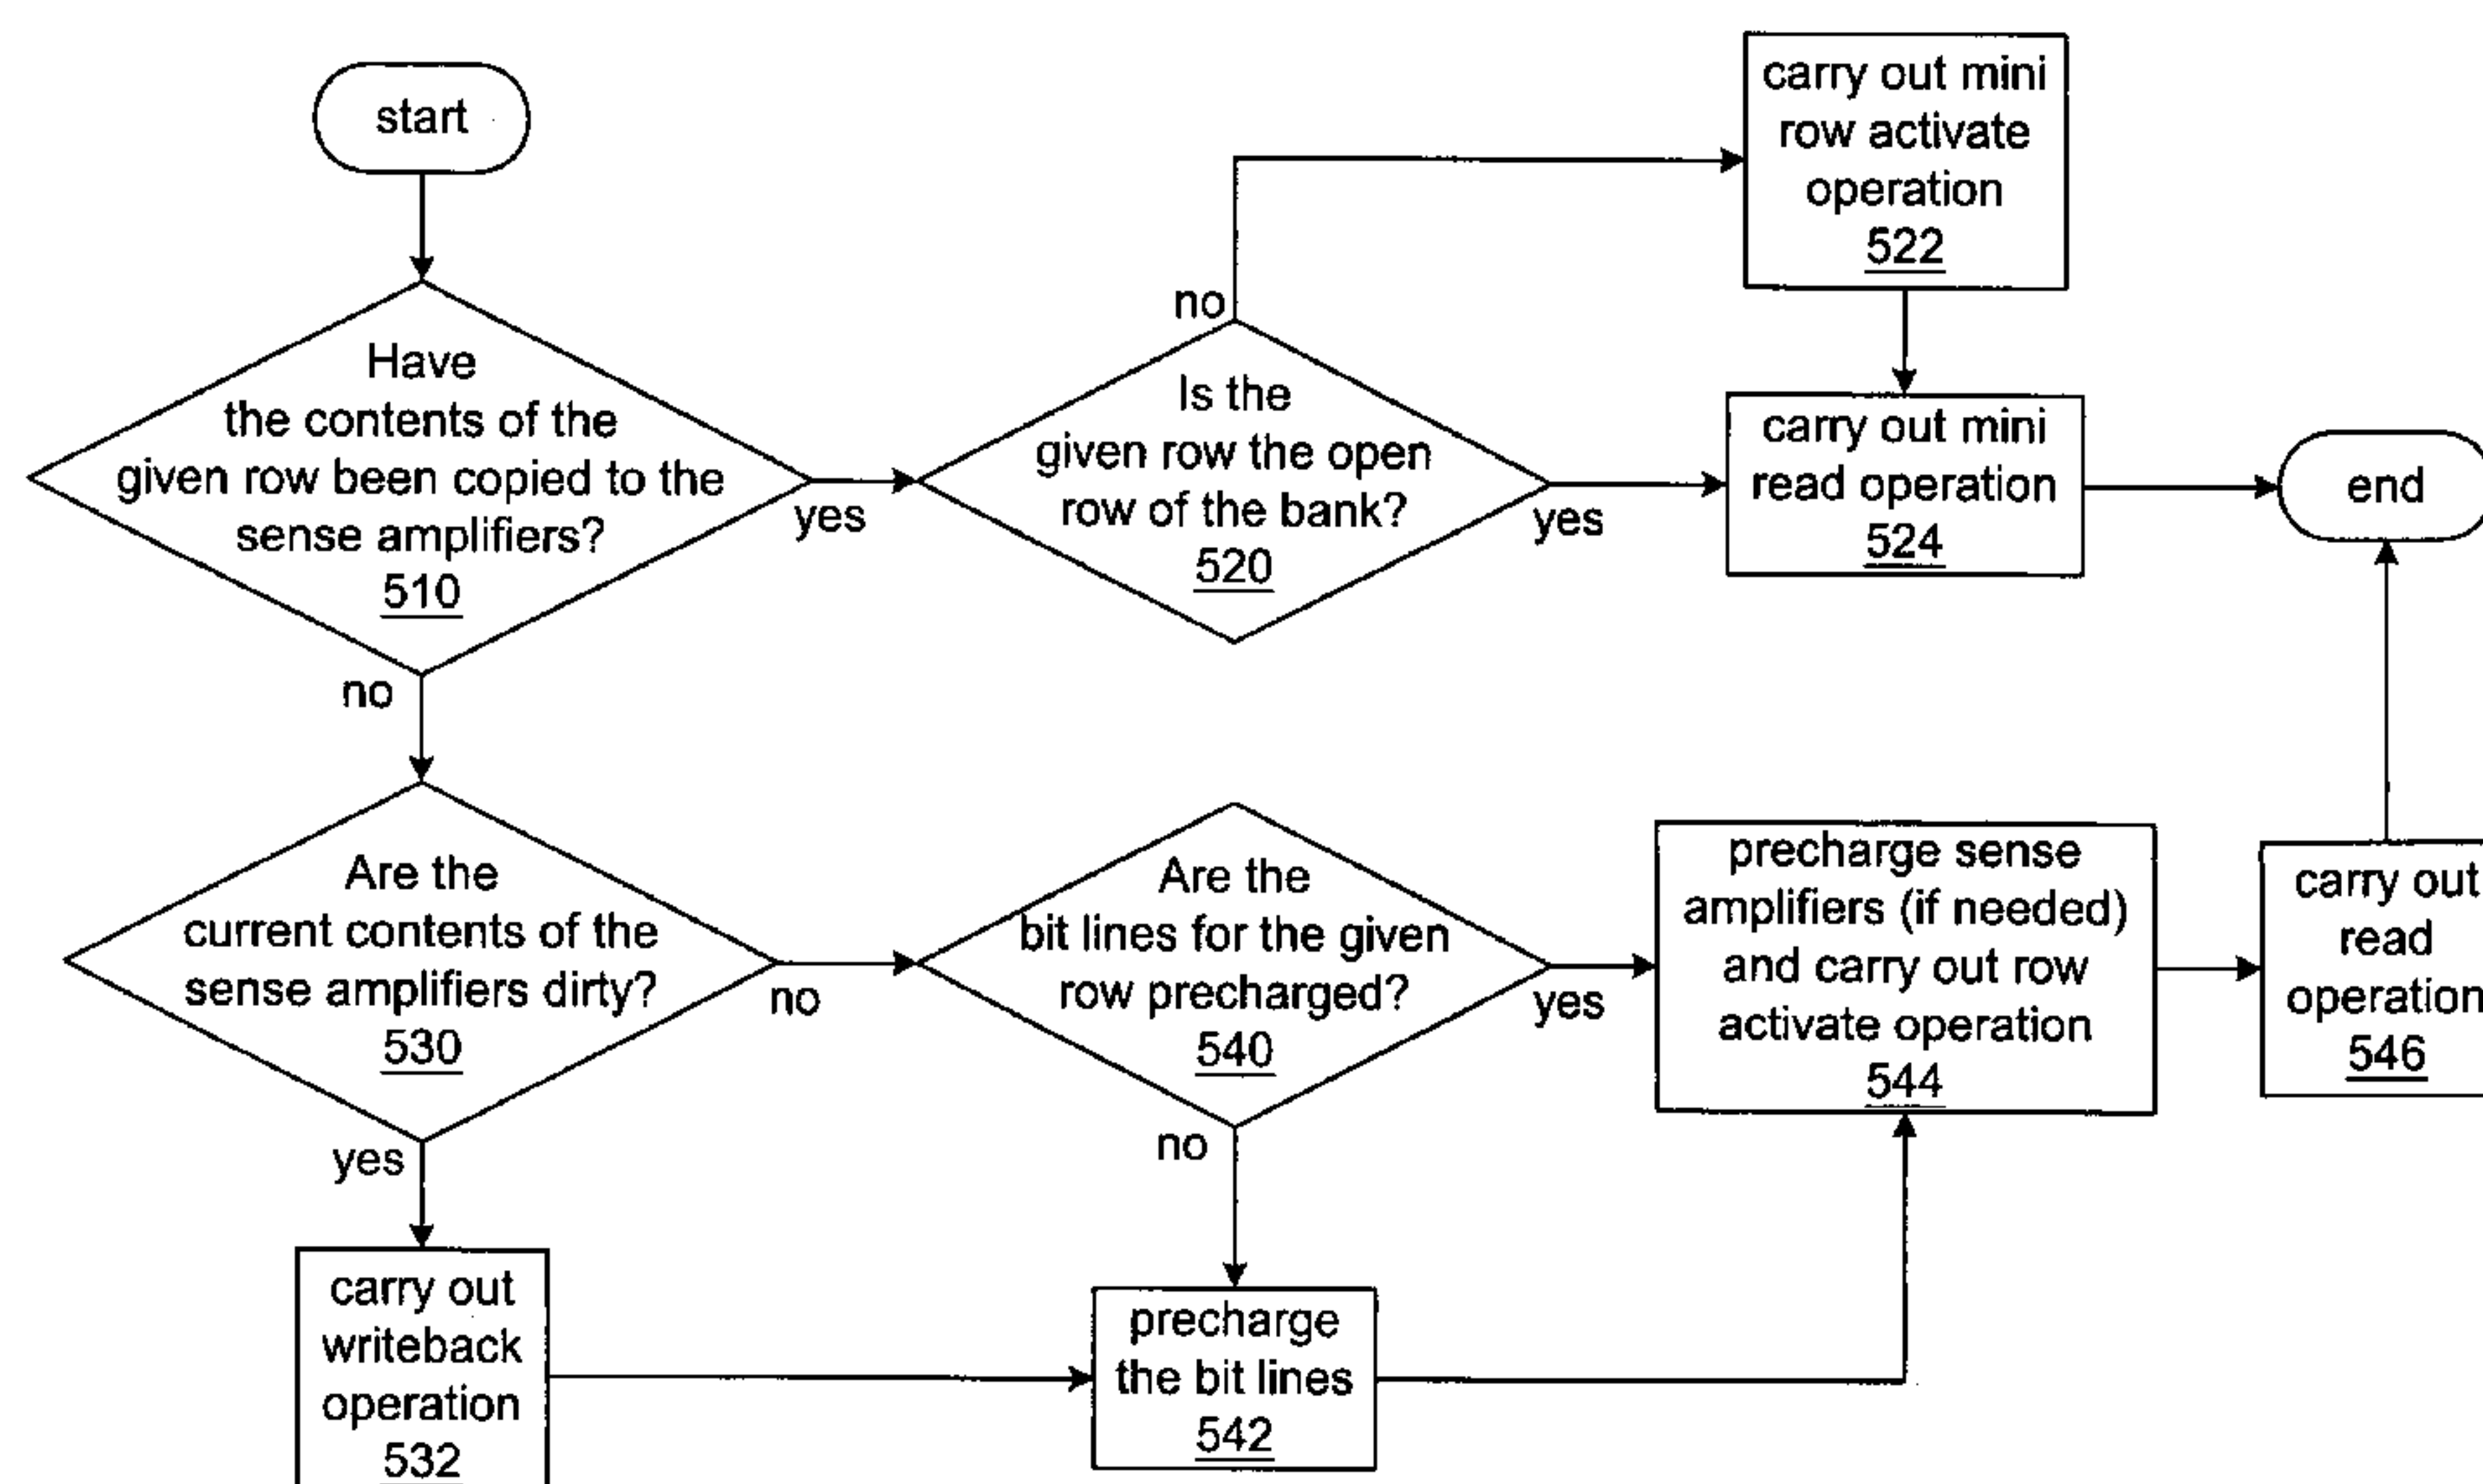 start
Have
the contents of the
given row been copied to the
sense amplifiers?
510
yes
no
Is the
given row the open
row of the bank?
520
no
yes
carry out mini
row activate
operation
522
carry out mini
read operation
524
end
Are the
current contents of the
sense amplifiers dirty?
530
no
yes
Are the
bit lines for the given
row precharged?
540
yes
no
precharge sense
amplifiers (if needed)
and carry out row
activate operation
544
carry out
read
operation
546
carry out
writeback
operation
532
precharge
the bit lines
542